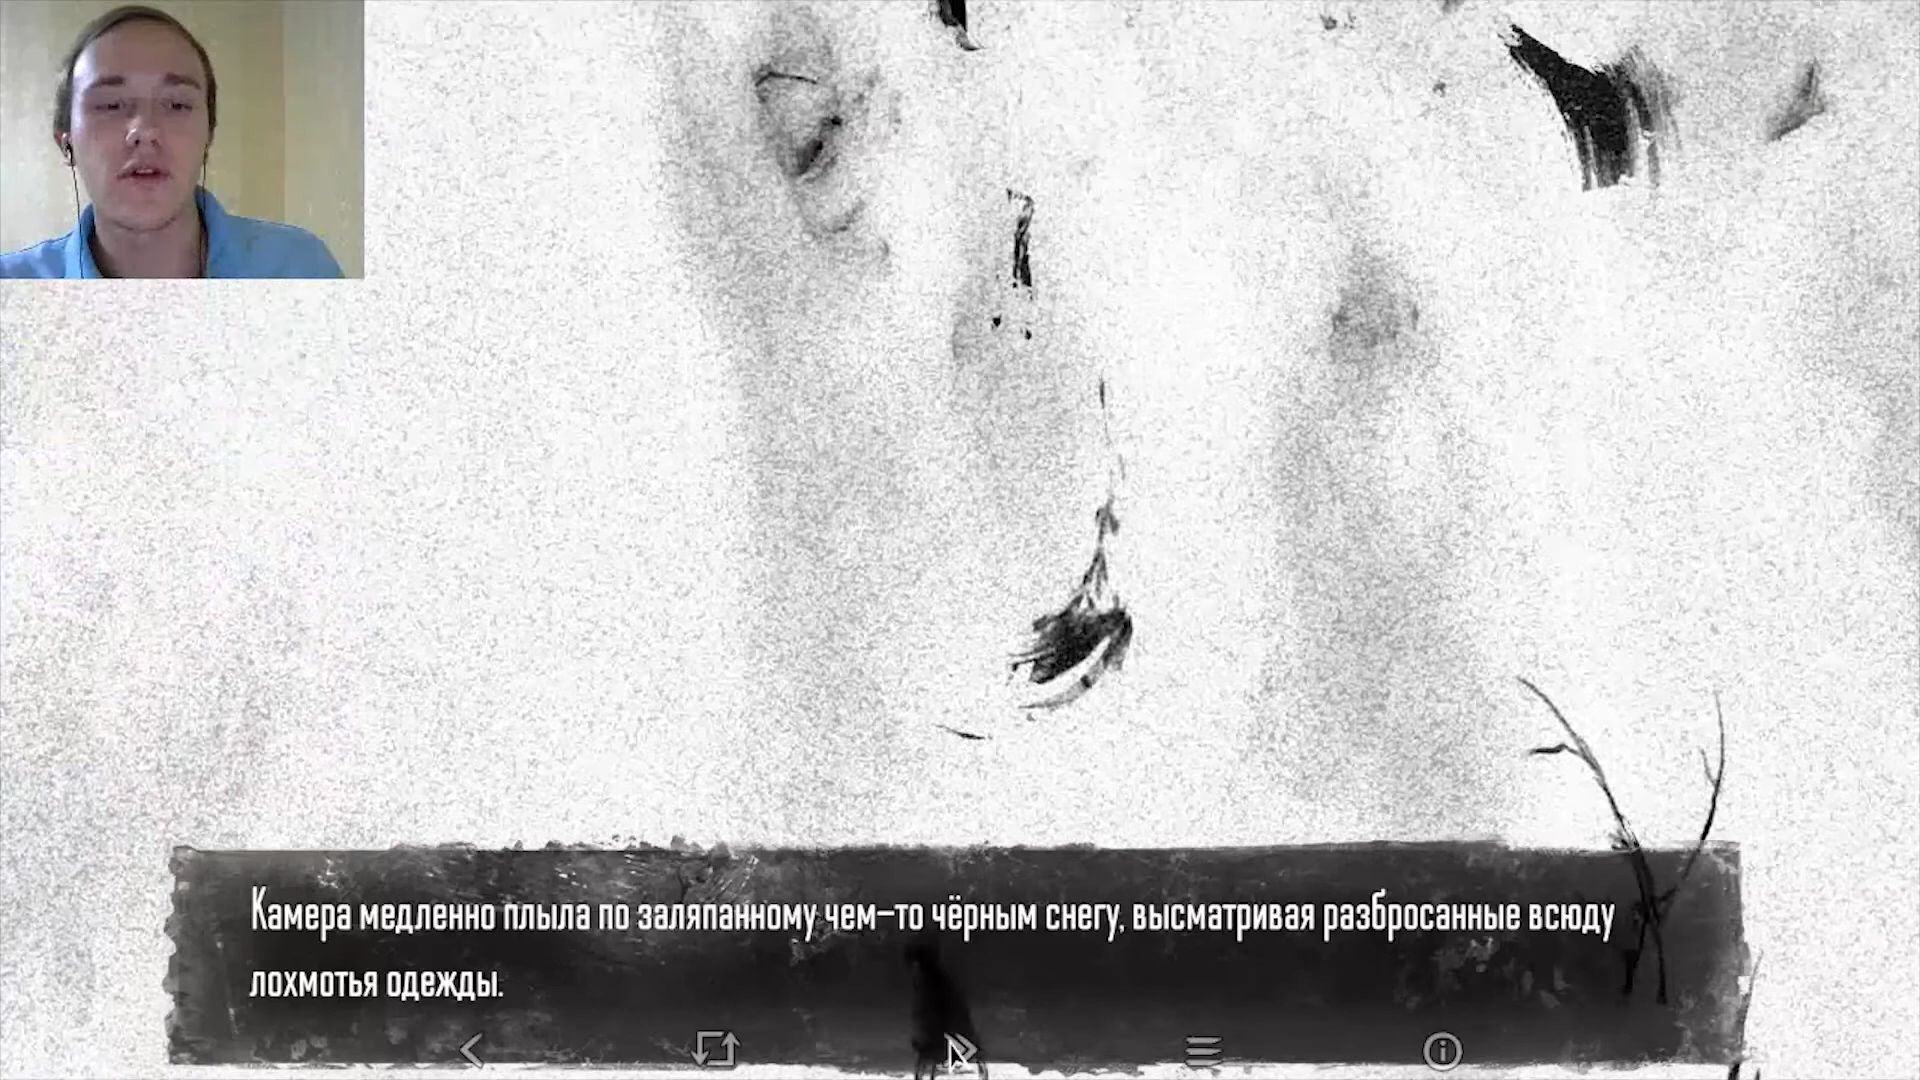 Камера медленно плыла по заляпанному чем–то чёрным снегу, высматривая разбросанные всюду
лохмотья одежды.